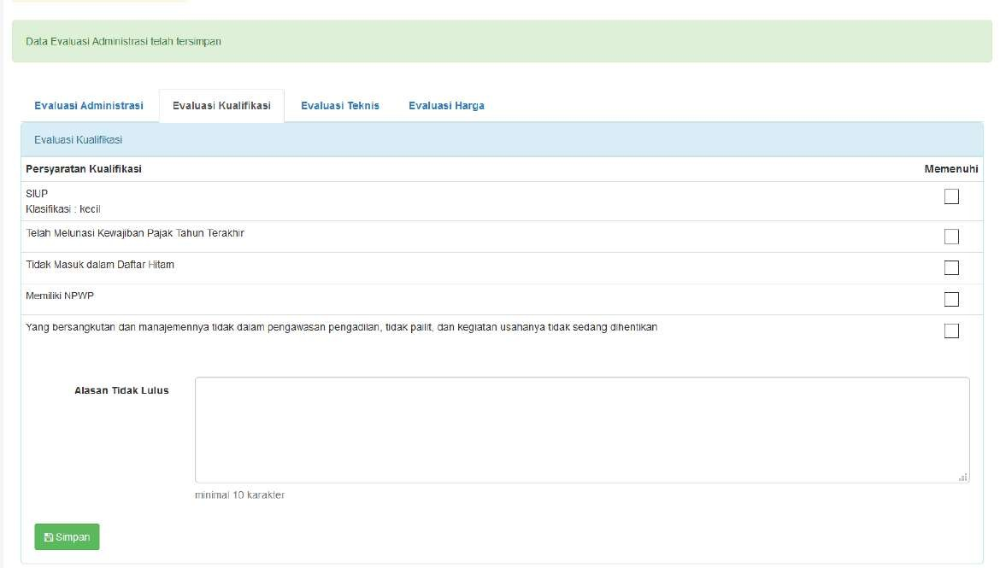 Data Evaluasi Administrasi telah tersimpan
Evaluasi Administrasi Evaluasi Kualifikasi Evaluasi Teknis Evaluasi Harga
Evaluasi Kualifikasi
Persyaratan Kualifikasi Memenuhi
SIUP
Klasifikasi : kecil
Telah Melunasi Kewajiban Pajak Tahun Terakhir
Tidak Masuk dalam Daftar Hitam
Memiliki NPWP
Yang bersangkutan dan manajemennya tidak dalam pengawasan pengadilan, tidak pailit, dan kegiatan usahanya tidak sedang dihentikan
Alasan Tidak Lulus
minimal 10 karakter
Simpan